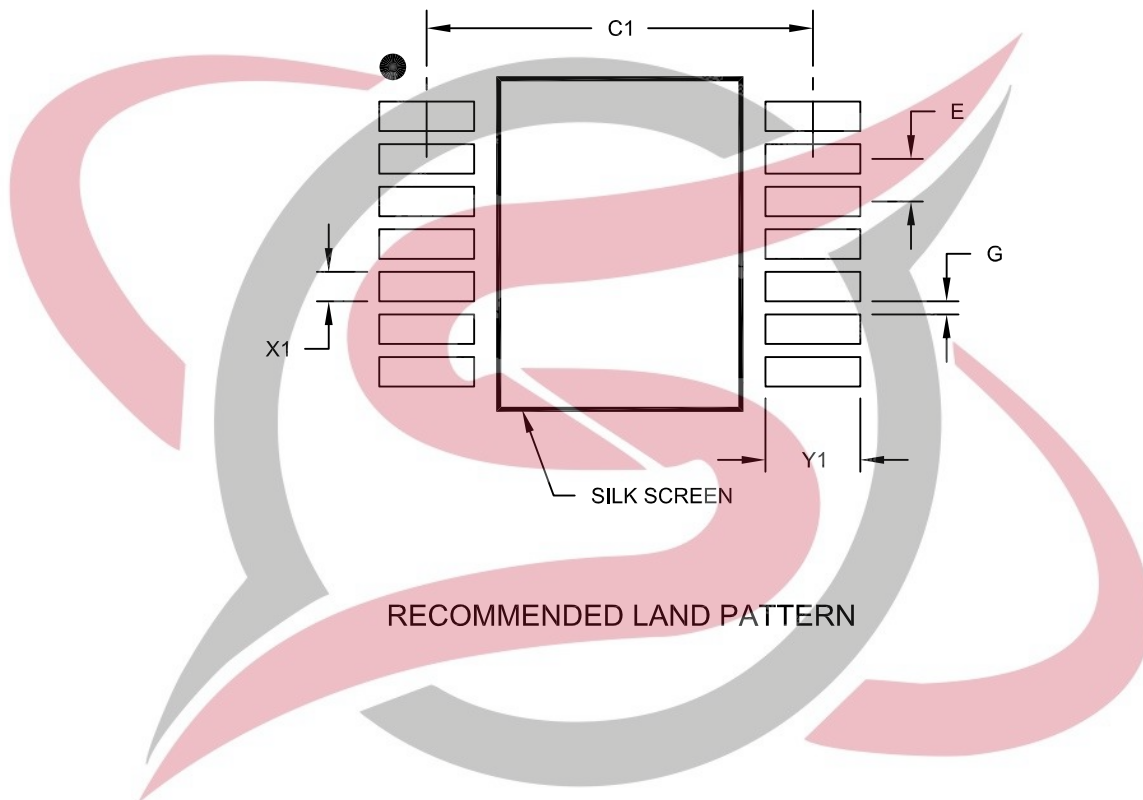 C1
E
G
X1
Y1
SILK SCREEN
RECOMMENDED LAND PATTERN